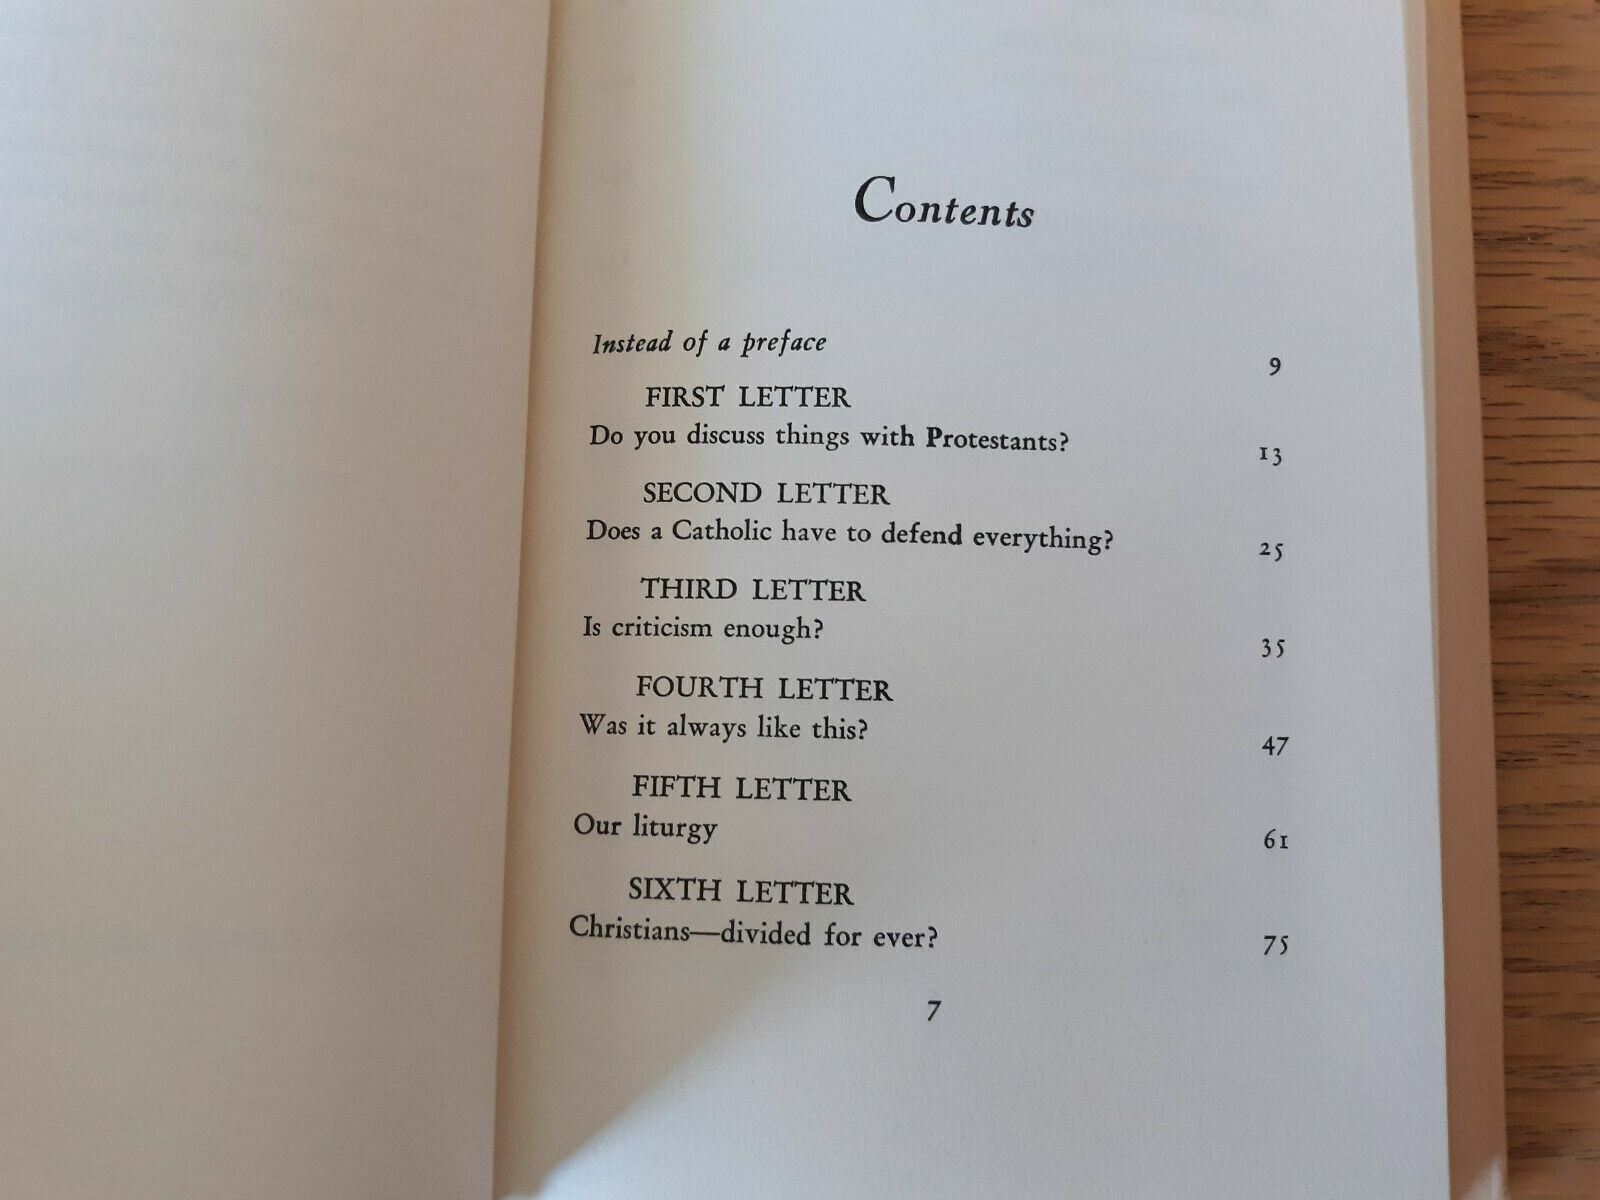 Contents
Instead of a preface 9
FIRST LETTER
Do you discuss things with Protestants? 13
SECOND LETTER
Does a Catholic have to defend everything? 25
THIRD LETTER
Is criticism enough? 35
FOURTH LETTER
Was it always like this? 47
FIFTH LETTER
Our liturgy 61
SIXTH LETTER
Christians—divided for ever? 75
7